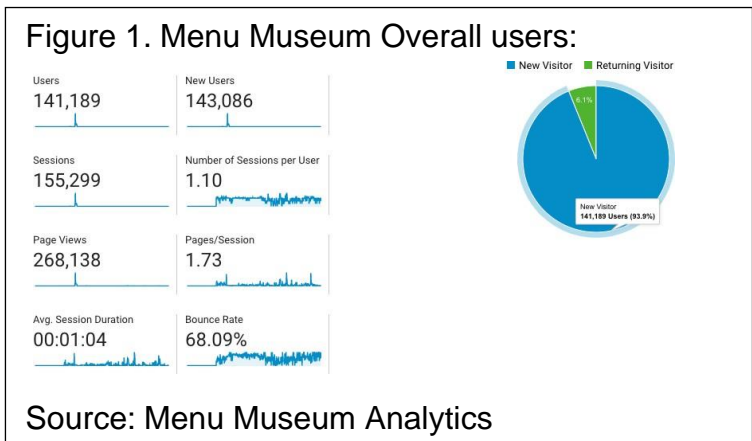 Figure 1. Menu Museum Overall users:
New Visitor Returning Visitor
Users New Users
141,189 143,086
Sessions Number of Sessions per User
155,299 1.10
Page Views Pages/Session
268,138 1.73
Avg. Session Duration Bounce Rate
00:01:04 68.09%
6.1%
New Visitor
141,189 Users (93.9%)
Source: Menu Museum Analytics